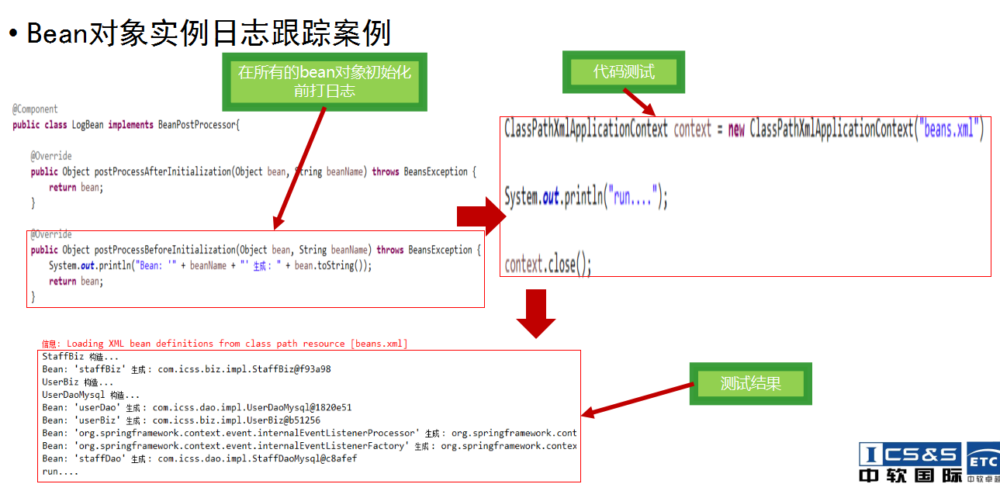 • Bean对象实例日志跟踪案例
在所有的bean对象初始化
前打日志
代码测试
@Component
public class LogBean implements BeanPostProcessor{
@Override
public Object postProcessAfterInitialization(Object bean, String beanName) throws BeansException {
return bean;
}
@Override
public Object postProcessBeforeInitialization(Object bean, String beanName) throws BeansException {
System.out.println("Bean: '" + beanName + "' 生成 : " + bean.toString());
return bean;
}
ClassPathXmlApplicationContext context = new ClassPathXmlApplicationContext("beans.xml")
System.out.println("run....");
context.close();
信息: Loading XML bean definitions from class path resource [beans.xml]
StaffBiz 构造...
Bean: 'staffBiz' 生成 : com.icss.biz.impl.StaffBiz@f93a98
UserBiz 构造...
UserDaoMysql 构造...
Bean: 'userDao' 生成 : com.icss.dao.impl.UserDaoMysql@1820e51
Bean: 'userBiz' 生成 : com.icss.biz.impl.UserBiz@b51256
Bean: 'org.springframework.context.event.internalEventListenerProcessor' 生成 : org.springframework.cont
Bean: 'org.springframework.context.event.internalEventListenerFactory' 生成 : org.springframework.contex
Bean: 'staffDao' 生成 : com.icss.dao.impl.StaffDaoMysql@c8afef
run....
测试结果
ICS&S ETC
中软国际 中软卓越